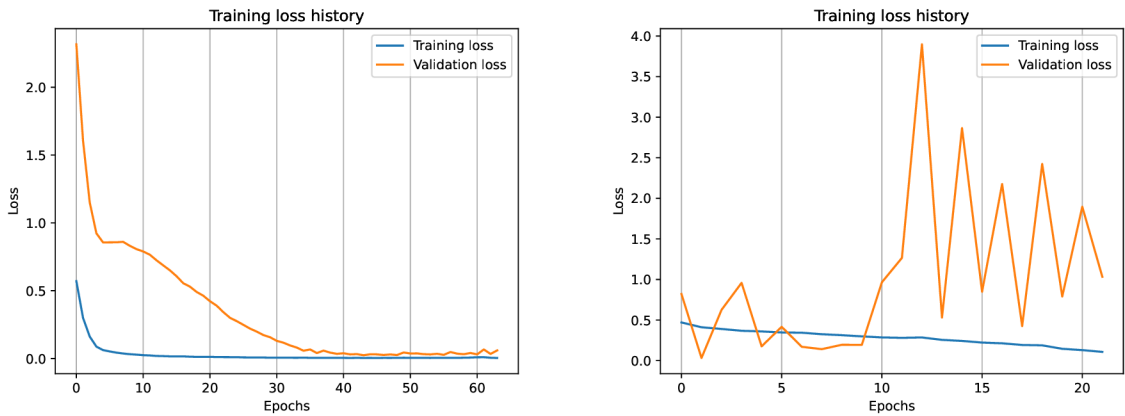 Training loss history
Training loss
Validation loss
2.0
1.5
1.0
0.5
0.0
Loss
0 10 20 30 40 50 60
Epochs
Training loss history
Training loss
Validation loss
4.0
3.5
3.0
2.5
2.0
1.5
1.0
0.5
0.0
Loss
0 5 10 15 20
Epochs